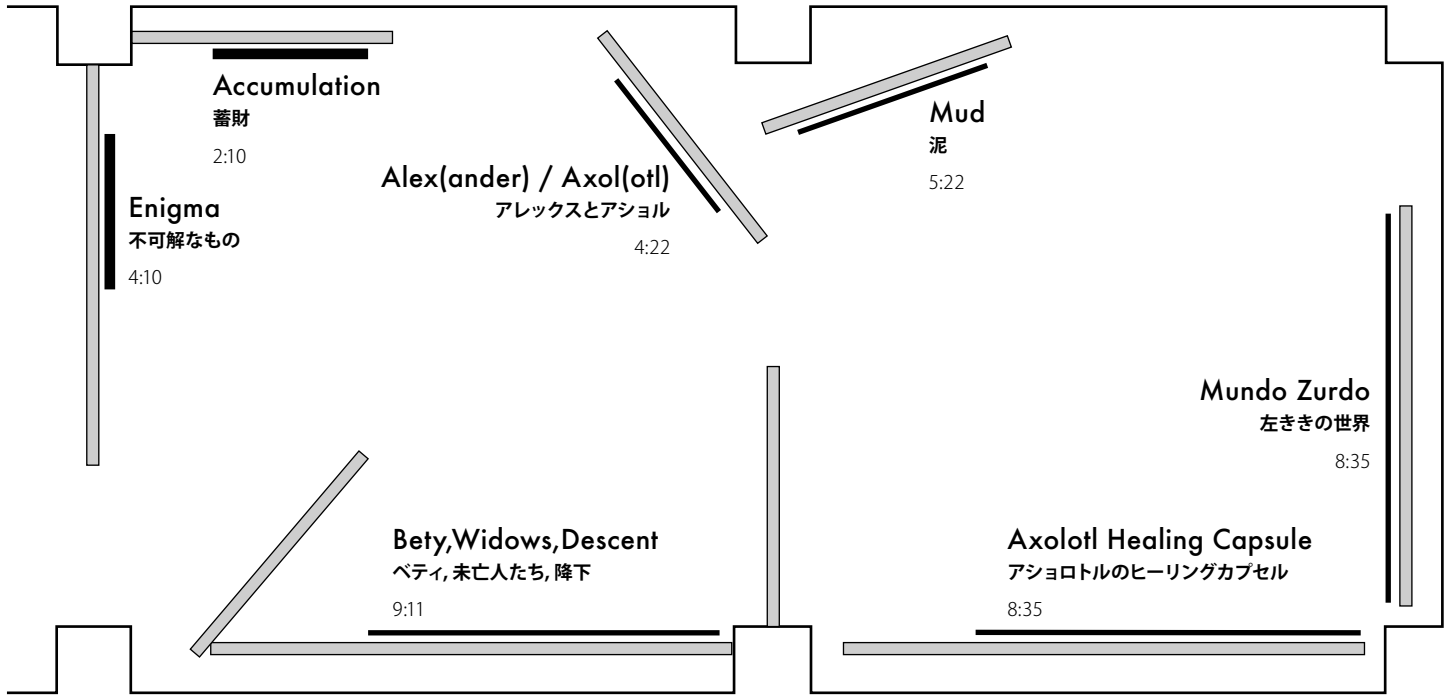 Accumulation
蓄財
2:10
Enigma
不可解なもの
4:10
Alex(ander) / Axol(otl)
アレックスとアショル
4:22
Mud
泥
5:22
Mundo Zurdo
左ききの世界
8:35
Bety,Widows,Descent
ベティ, 未亡人たち, 降下
9:11
Axolotl Healing Capsule
アショロトルのヒーリングカプセル
8:35